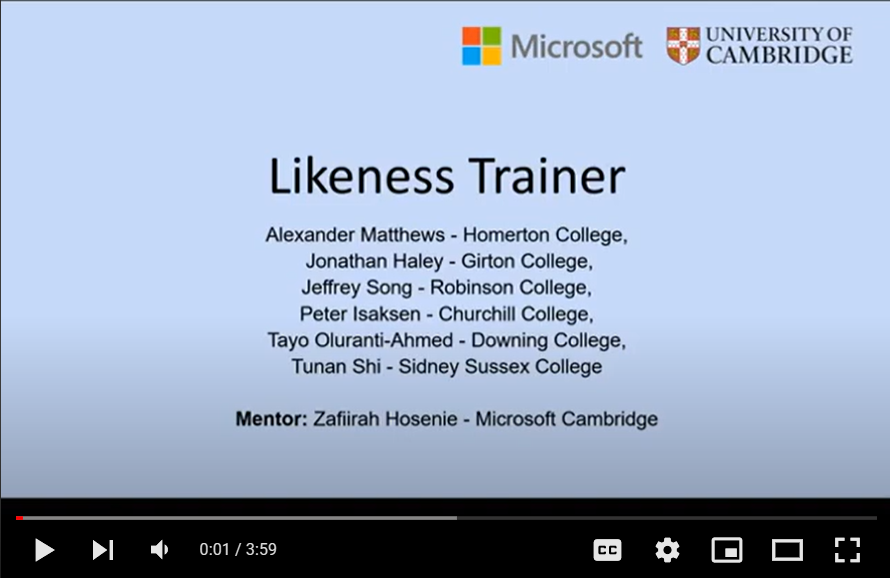 Microsoft
UNIVERSITY OF
CAMBRIDGE
Likeness Trainer
Alexander Matthews - Homerton College,
Jonathan Haley - Girton College,
Jeffrey Song - Robinson College,
Peter Isaksen - Churchill College,
Tayo Oluranti-Ahmed - Downing College,
Tunan Shi - Sidney Sussex College
Mentor: Zafiirah Hosenie - Microsoft Cambridge
0:01 / 3:59
CC